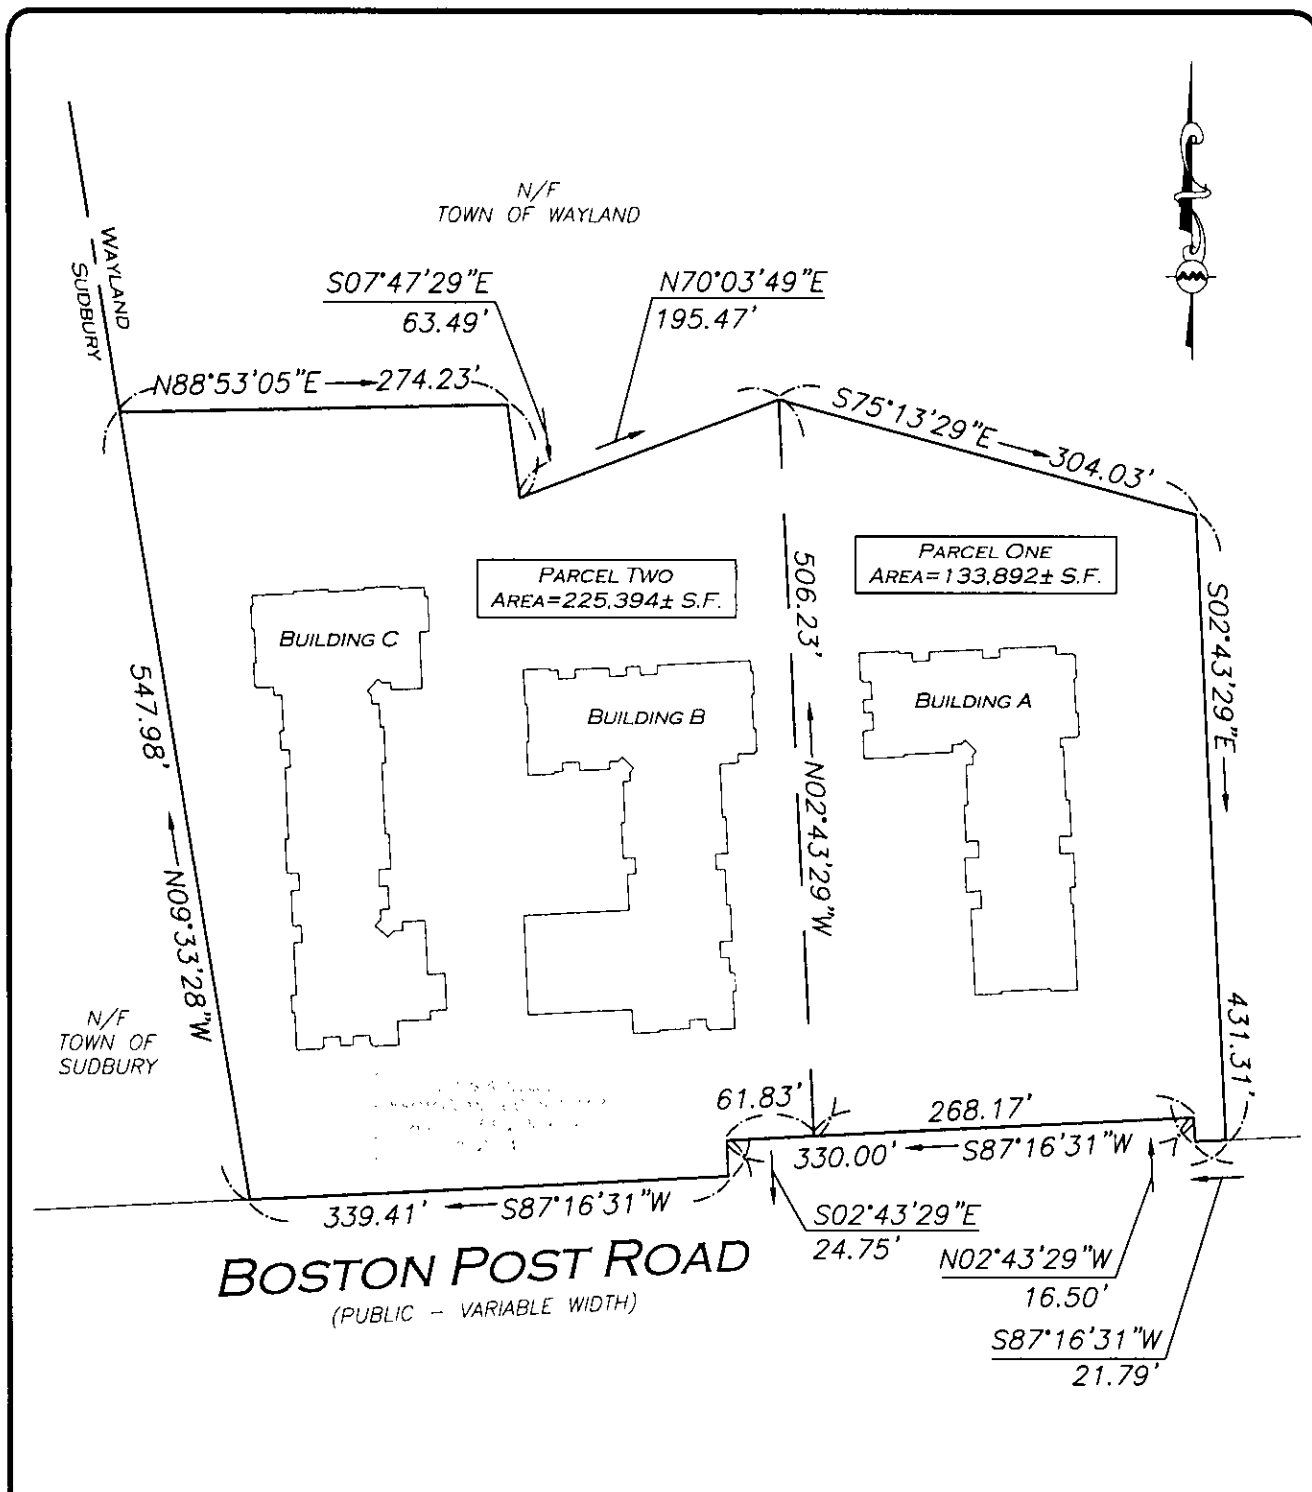 N/F
TOWN OF WAYLAND
WAYLAND
SUDBURY
S07°47'29"E
63.49'
N70°03'49"E
195.47'
N88°53'05"E 274.23'
S75°13'29"E 304.03'
PARCEL TWO
AREA=225,394± S.F.
PARCEL ONE
AREA=133,892± S.F.
506.23' N02°43'29"W
S02°43'29"E 431.31'
BUILDING C
BUILDING B
BUILDING A
547.98' N09°33'28"W
N/F
TOWN OF
SUDBURY
61.83'
268.17'
330.00' S87°16'31"W
339.41' S87°16'31"W
S02°43'29"E
24.75'
N02°43'29"W
16.50'
S87°16'31"W
21.79'
BOSTON POST ROAD
(PUBLIC - VARIABLE WIDTH)